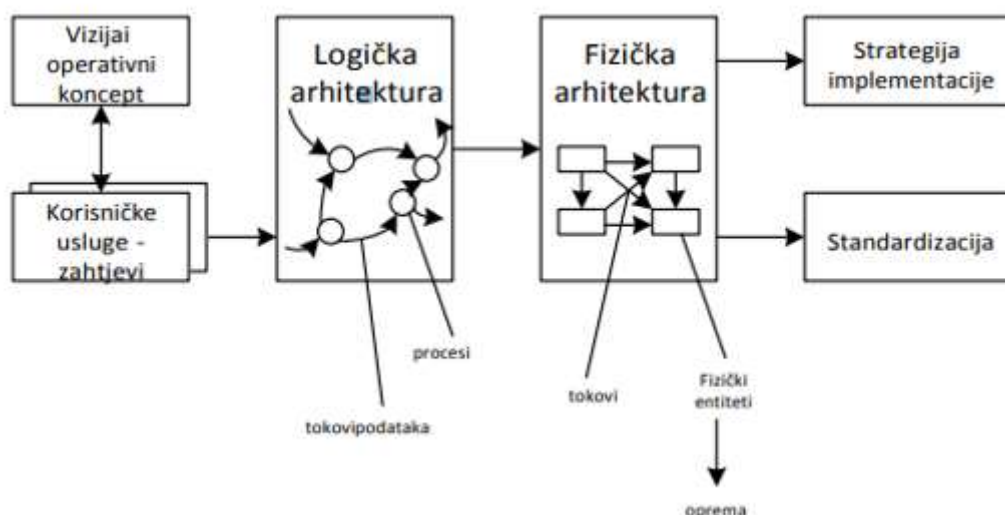 Vizijai
operativni
koncept
Korisničke
usluge -
zahtjevi
Logička
arhitektura
Fizička
arhitektura
Strategija
implementacije
Standardizacija
procesi
tokovipodataka
tokovi
Fizički
entiteti
oprema